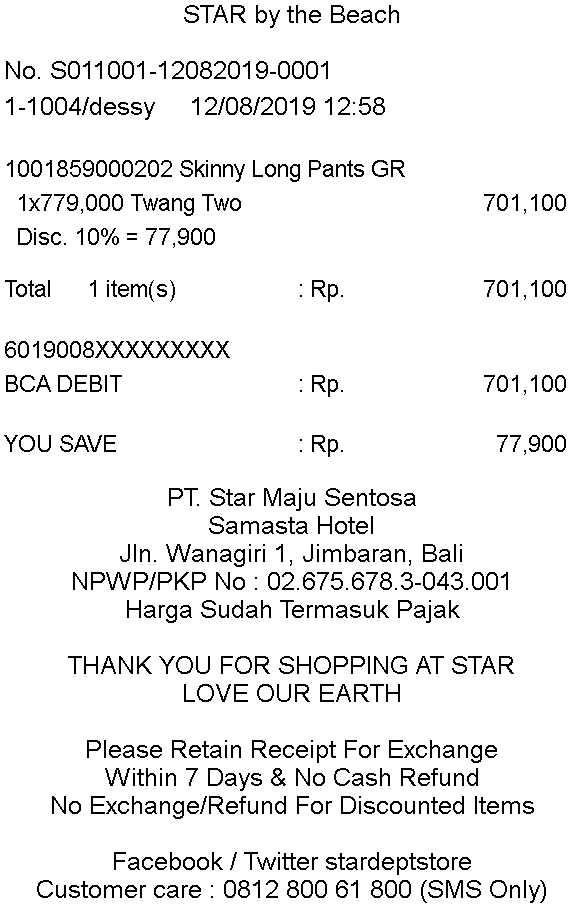 STAR by the Beach
No. S011001-12082019-0001
1-1004/dessy 12/08/2019 12:58
1001859000202 Skinny Long Pants GR
1x779,000 Twang Two 701,100
Disc. 10% = 77,900
Total 1 item(s) : Rp. 701,100
6019008XXXXXXXXX
BCA DEBIT : Rp. 701,100
YOU SAVE : Rp. 77,900
PT. Star Maju Sentosa
Samasta Hotel
Jln. Wanagiri 1, Jimbaran, Bali
NPWP/PKP No : 02.675.678.3-043.001
Harga Sudah Termasuk Pajak
THANK YOU FOR SHOPPING AT STAR
LOVE OUR EARTH
Please Retain Receipt For Exchange
Within 7 Days & No Cash Refund
No Exchange/Refund For Discounted Items
Facebook / Twitter stardeptstore
Customer care : 0812 800 61 800 (SMS Only)